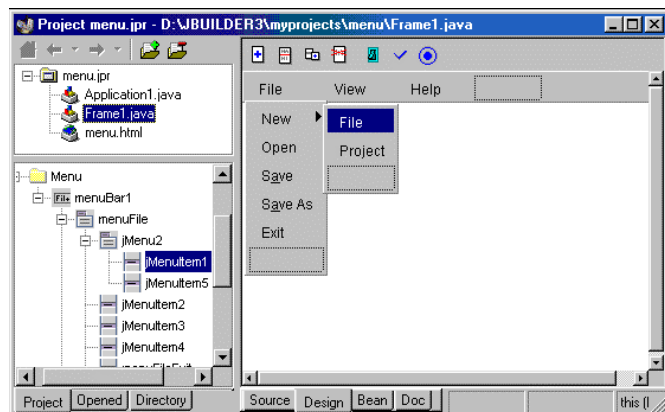 Project menu.jpr - D:\JBUILDER3\myprojects\menu\Frame1.java
menu.jpr
Application1.java
Frame1.java
menu.html
Menu
menuBar1
menuFile
jMenu2
jMenuItem1
jMenuItem5
jMenuItem2
jMenuItem3
jMenuItem4
Project Opened Directory
File View Help
New File
Open Project
Save
Save As
Exit
Source Design Bean Doc this (